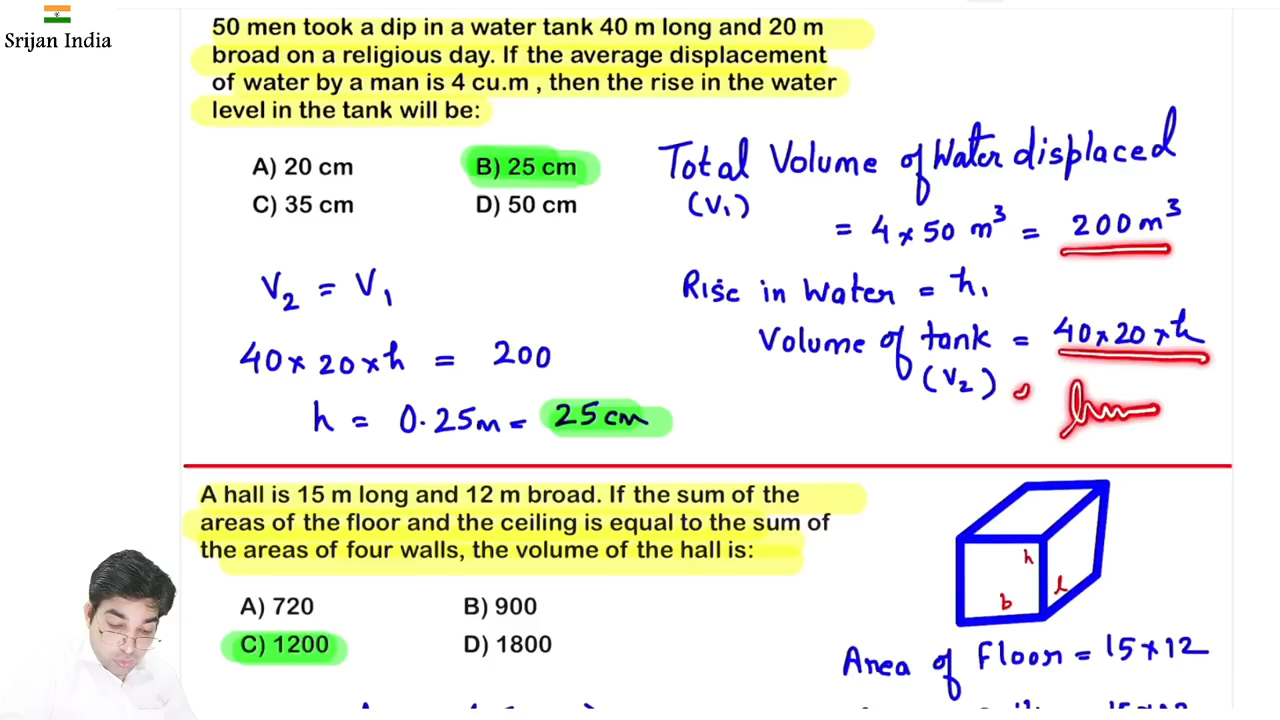 Srijan India
50 men took a dip in a water tank 40 m long and 20 m
broad on a religious day. If the average displacement
of water by a man is 4 cu.m , then the rise in the water
level in the tank will be:
A) 20 cm B) 25 cm
C) 35 cm D) 50 cm
Total Volume of Water displaced
(V₁)
= 4 × 50 m³ = 200 m³
Rise in Water = h.
Volume of tank = 40 × 20 × h
(V₂)
V₂ = V₁
40 × 20 × h = 200
h = 0.25m = 25 cm
A hall is 15 m long and 12 m broad. If the sum of the
areas of the floor and the ceiling is equal to the sum of
the areas of four walls, the volume of the hall is:
A) 720 B) 900
C) 1200 D) 1800
h
b
l
Area of Floor = 15 × 12